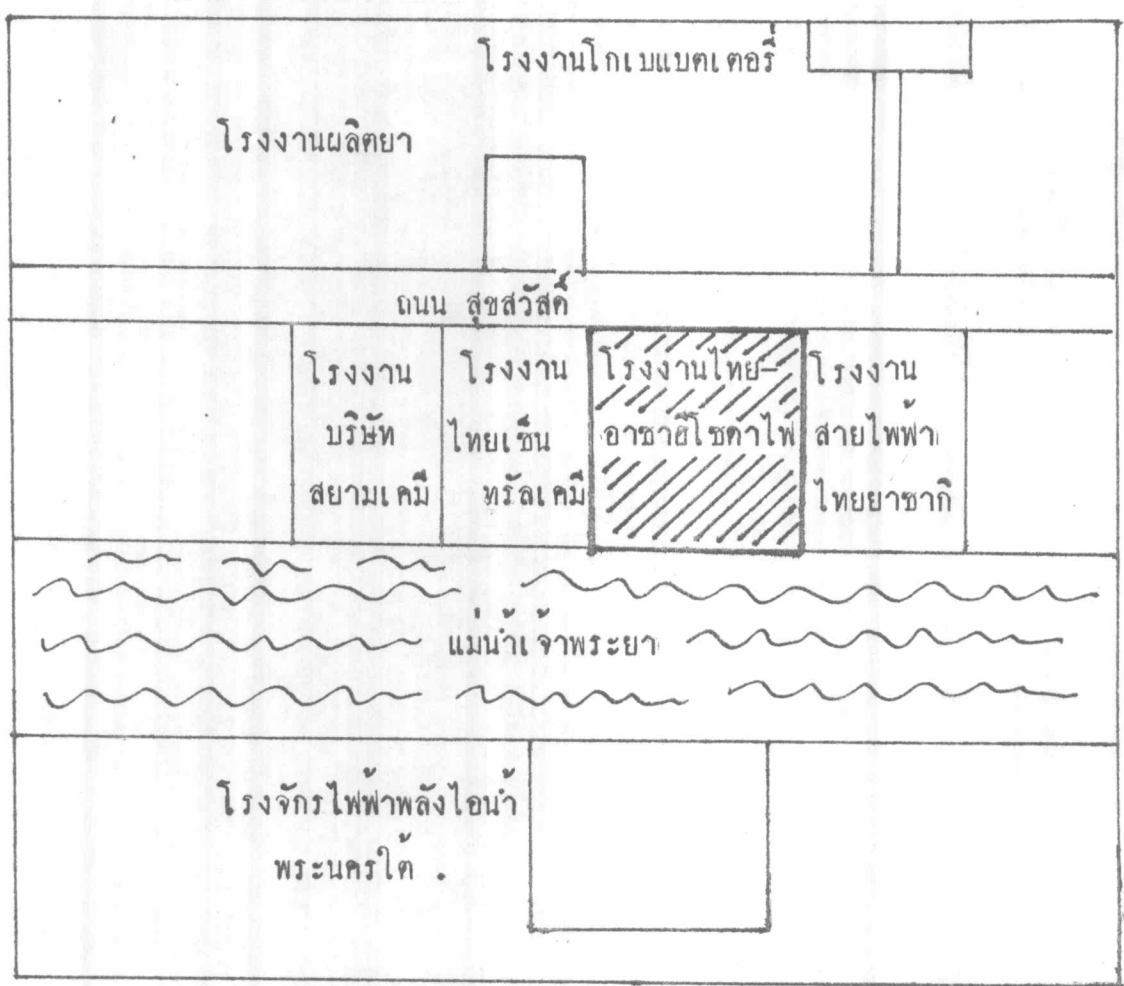 โรงงานโกเบแบตเตอรี่
โรงงานผลิตยา
ถนน สุขสวัสดิ์
โรงงาน
บริษัท
สยามเคมี
โรงงาน
ไทยเซ็น
ทรัลเคมี
โรงงานไทย-
อาซาฮีโซดาไฟ
โรงงาน
สายไฟฟ้า
ไทยยาซากิ
แม่น้ำเจ้าพระยา
โรงจักรไฟฟ้าพลังไอน้ำ
พระนครใต้ .